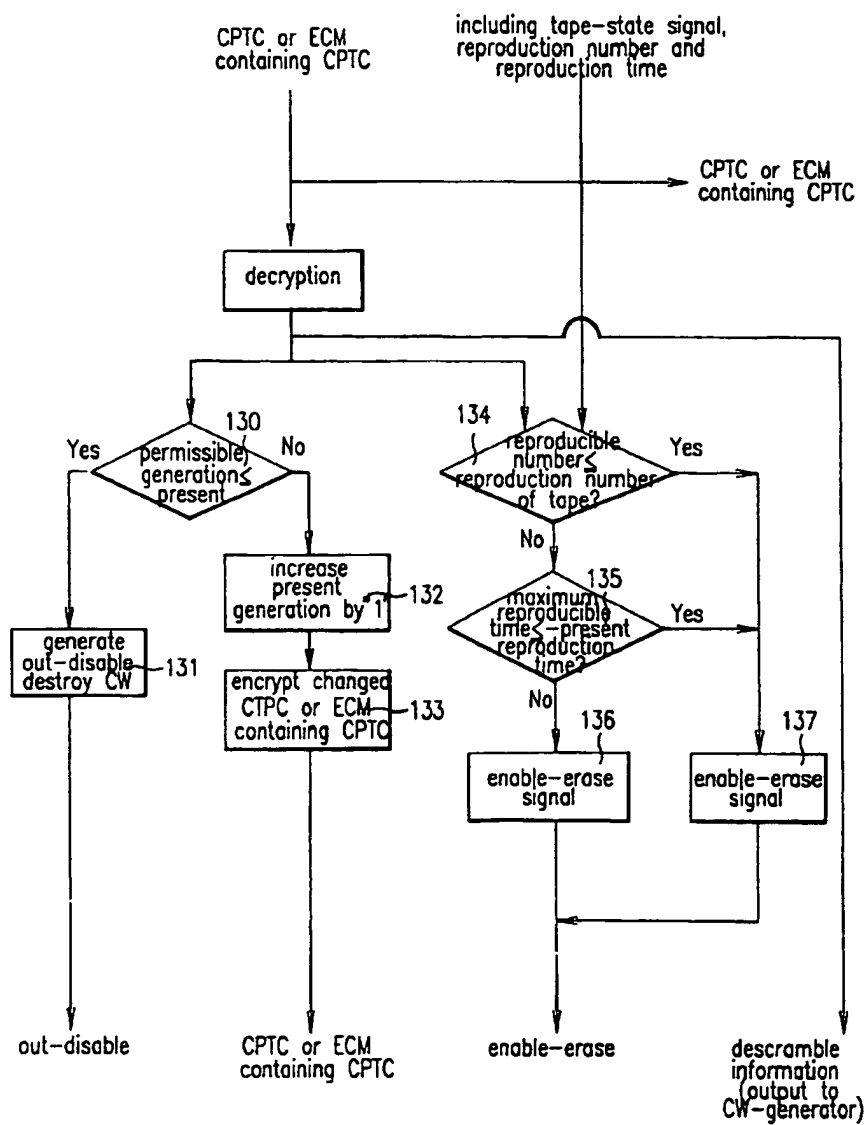 CPTC or ECM
containing CPTC
including tape-state signal,
reproduction number and
reproduction time
CPTC or ECM
containing CPTC
decryption
130
Yes
permissible)
generation≤
present
No
134
reproducible
number≤
reproduction number
of tape?
Yes
No
increase
present
generation by '1'
132
135
maximum
reproducible
time≤-present
reproduction
time?
Yes
No
generate
out-disable
destroy CW
131
encrypt changed
CTPC or ECM
containing CPTC
133
136
enable-erase
signal
137
enable-erase
signal
out-disable
CPTC or ECM
containing CPTC
enable-erase
descramble
information
(output to
CW-generator)